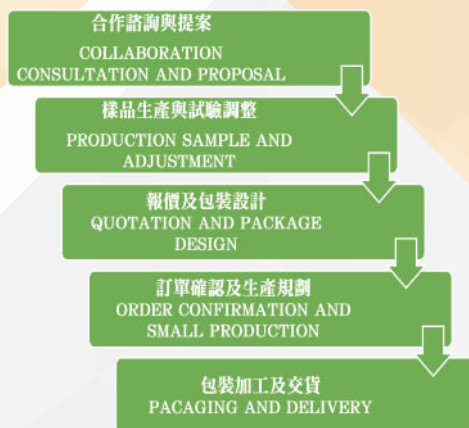 合作諮詢與提案
COLLABORATION
CONSULTATION AND PROPOSAL
樣品生產與試驗調整
PRODUCTION SAMPLE AND
ADJUSTMENT
報價及包裝設計
QUOTATION AND PACKAGE
DESIGN
訂單確認及生產規劃
ORDER CONFIRMATION AND
SMALL PRODUCTION
包裝加工及交貨
PACAGING AND DELIVERY